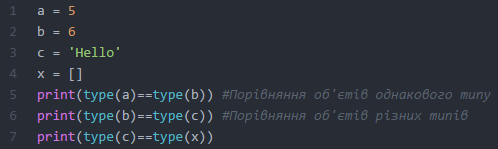 1 a = 5
2 b = 6
3 c = 'Hello'
4 x = []
5 print(type(a)==type(b)) #Порівняння об'єтів однакового типу
6 print(type(b)==type(c)) #Порівняння об'єтів різних типів
7 print(type(c)==type(x))